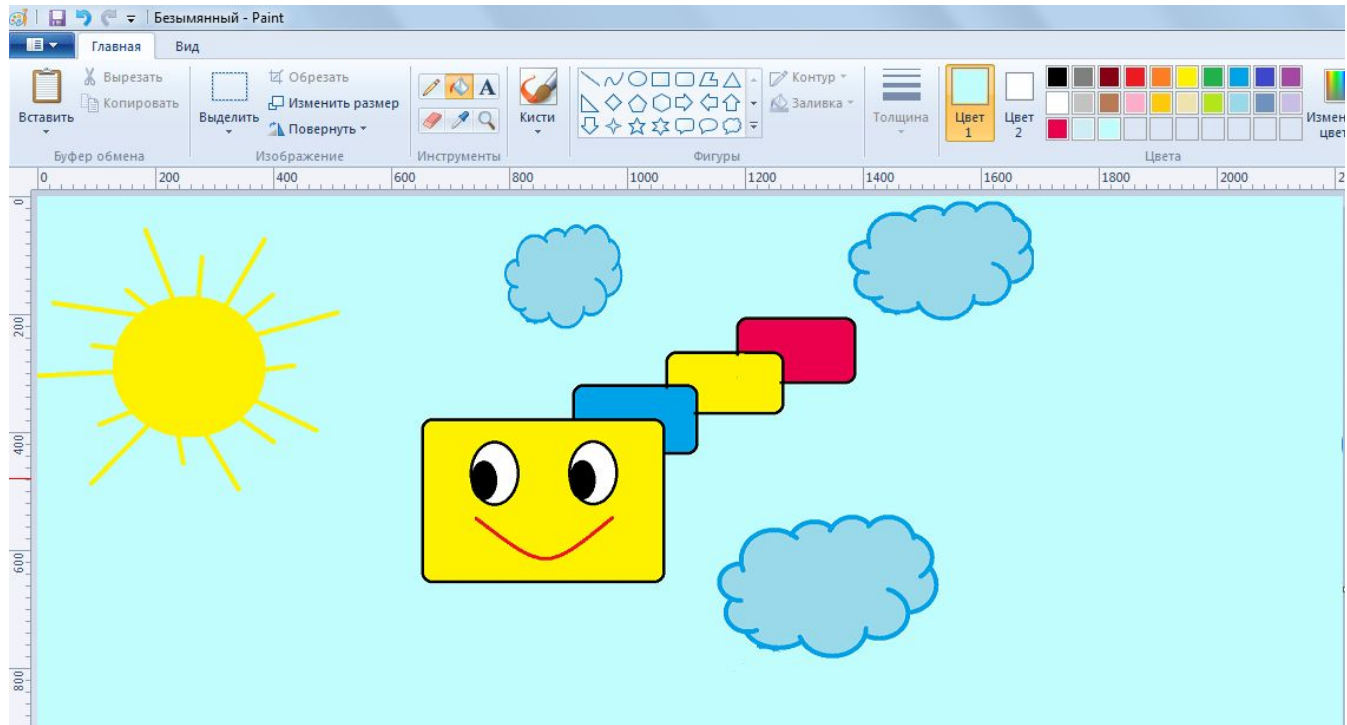 Безымянный - Paint
Главная Вид
Вставить
Вырезать
Копировать
Буфер обмена
Выделить
Обрезать
Изменить размер
Повернуть
Изображение
A
Инструменты
Кисти
Контур
Заливка
Фигуры
Толщина
Цвет 1
Цвет 2
Цвета
0 200 400 600 800 1000 1200 1400 1600 1800 2000
0
200
400
600
800